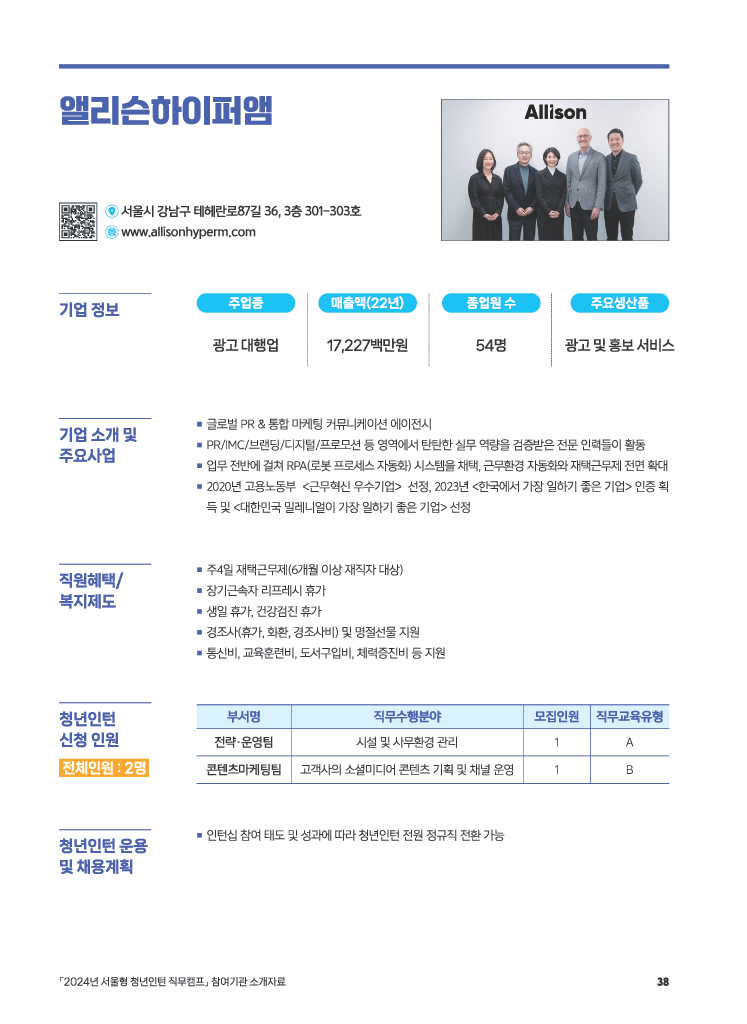 앨리슨하이퍼앰
Allison
서울시 강남구 테헤란로87길 36, 3층 301-303호
www.allisonhyperm.com
기업 정보
주업종 매출액(22년) 종업원 수 주요생산품
광고 대행업 17,227백만원 54명 광고 및 홍보 서비스
기업 소개 및
주요사업
■ 글로벌 PR & 통합 마케팅 커뮤니케이션 에이전시
■ PR/IMC/브랜딩/디지털/프로모션 등 영역에서 탄탄한 실무 역량을 검증받은 전문 인력들이 활동
■ 업무 전반에 걸쳐 RPA(로봇 프로세스 자동화) 시스템을 채택, 근무환경 자동화와 재택근무제 전면 확대
■ 2020년 고용노동부 <근무혁신 우수기업> 선정, 2023년 <한국에서 가장 일하기 좋은 기업> 인증 획
득 및 <대한민국 밀레니얼이 가장 일하기 좋은 기업> 선정
직원혜택/
복지제도
■ 주4일 재택근무제(6개월 이상 재직자 대상)
■ 장기근속자 리프레시 휴가
■ 생일 휴가, 건강검진 휴가
■ 경조사(휴가, 화환, 경조사비) 및 명절선물 지원
■ 통신비, 교육훈련비, 도서구입비, 체력증진비 등 지원
청년인턴
신청 인원
전체인원 : 2명
부서명 직무수행분야 모집인원 직무교육유형
전략·운영팀 시설 및 사무환경 관리 1 A
콘텐츠마케팅팀 고객사의 소셜미디어 콘텐츠 기획 및 채널 운영 1 B
청년인턴 운용
및 채용계획
■ 인턴십 참여 태도 및 성과에 따라 청년인턴 전원 정규직 전환 가능
「2024년 서울형 청년인턴 직무캠프」 참여기관 소개자료 38